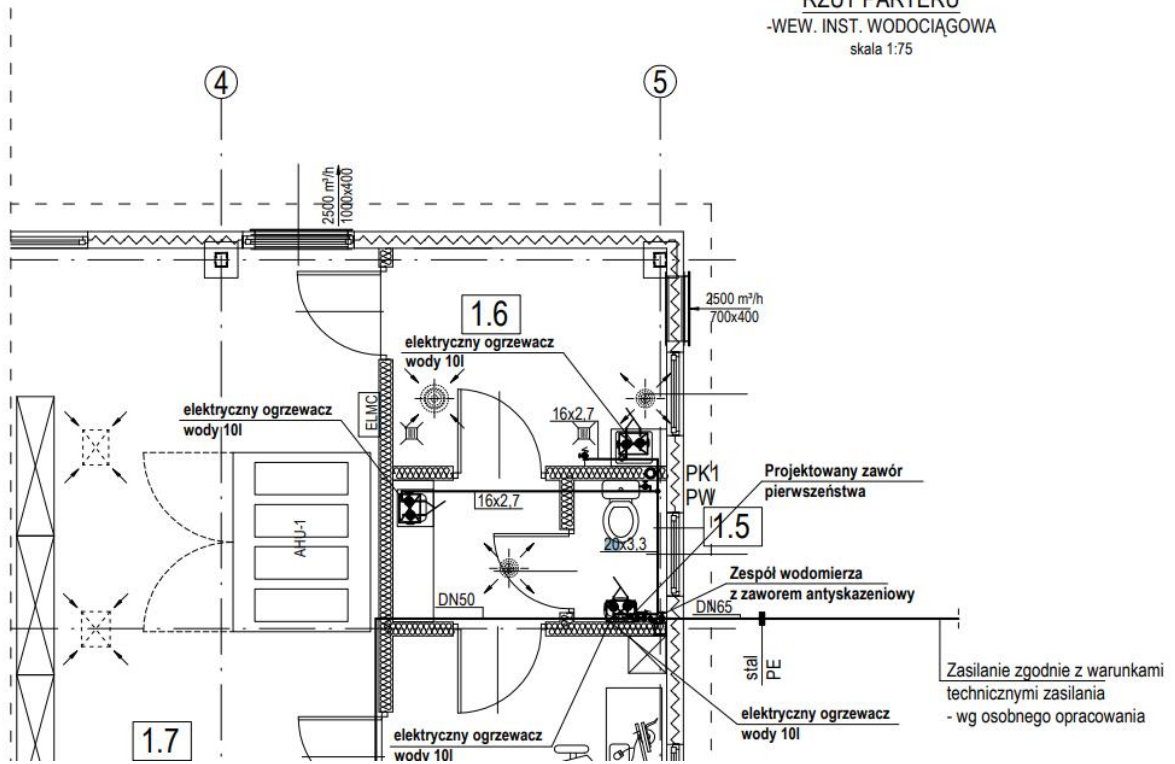 RZUT PARTERU
-WEW. INST. WODOCIĄGOWA
skala 1:75
4
5
2500 m³/h
1000x400
2500 m³/h
700x400
1.6
elektryczny ogrzewacz
wody 10l
ELMC
elektryczny ogrzewacz
wody 10l
16x2,7
PK1
PW
Projektowany zawór
pierwszeństwa
16x2,7
1.5
AHU-1
20x3,3
Zespół wodomierza
z zaworem antyskażeniowy
DN50
DN65
stal
PE
Zasilanie zgodnie z warunkami
technicznymi zasilania
- wg osobnego opracowania
elektryczny ogrzewacz
wody 10l
1.7
elektryczny ogrzewacz
wody 10l